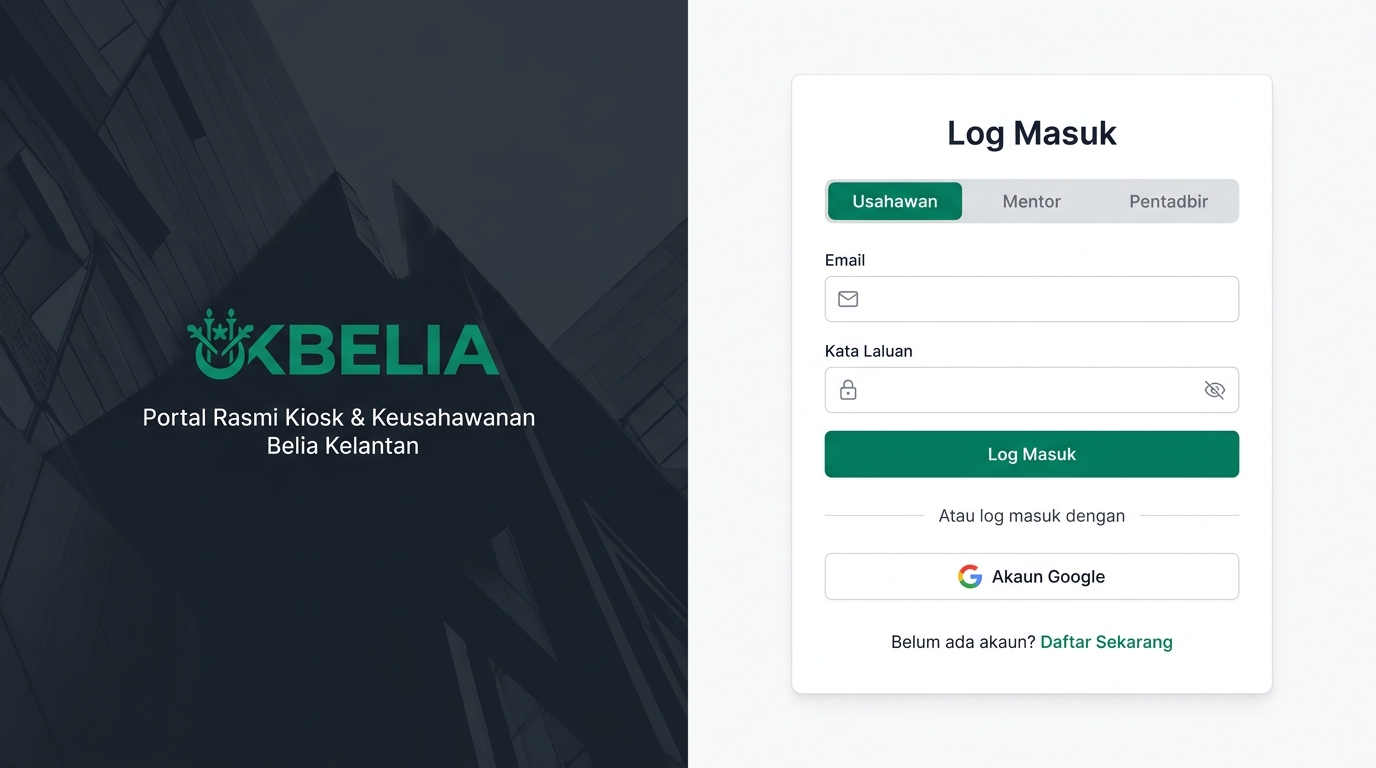 KBELIA
Portal Rasmi Kiosk & Keusahawanan
Belia Kelantan
Log Masuk
Usahawan
Mentor
Pentadbir
Email
Kata Laluan
Log Masuk
Atau log masuk dengan
Akaun Google
Belum ada akaun? Daftar Sekarang